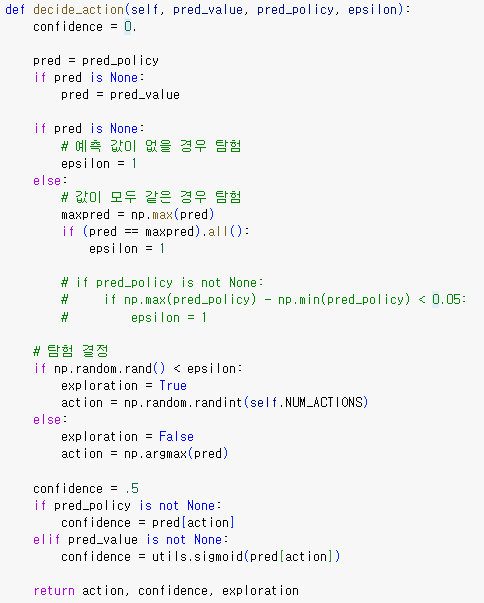 def decide_action(self, pred_value, pred_policy, epsilon):
    confidence = 0.

    pred = pred_policy
    if pred is None:
        pred = pred_value

    if pred is None:
        # 예측 값이 없을 경우 탐험
        epsilon = 1
    else:
        # 값이 모두 같은 경우 탐험
        maxpred = np.max(pred)
        if (pred == maxpred).all():
            epsilon = 1

        # if pred_policy is not None:
        #     if np.max(pred_policy) - np.min(pred_policy) < 0.05:
        #         epsilon = 1

    # 탐험 결정
    if np.random.rand() < epsilon:
        exploration = True
        action = np.random.randint(self.NUM_ACTIONS)
    else:
        exploration = False
        action = np.argmax(pred)

    confidence = .5
    if pred_policy is not None:
        confidence = pred[action]
    elif pred_value is not None:
        confidence = utils.sigmoid(pred[action])

    return action, confidence, exploration